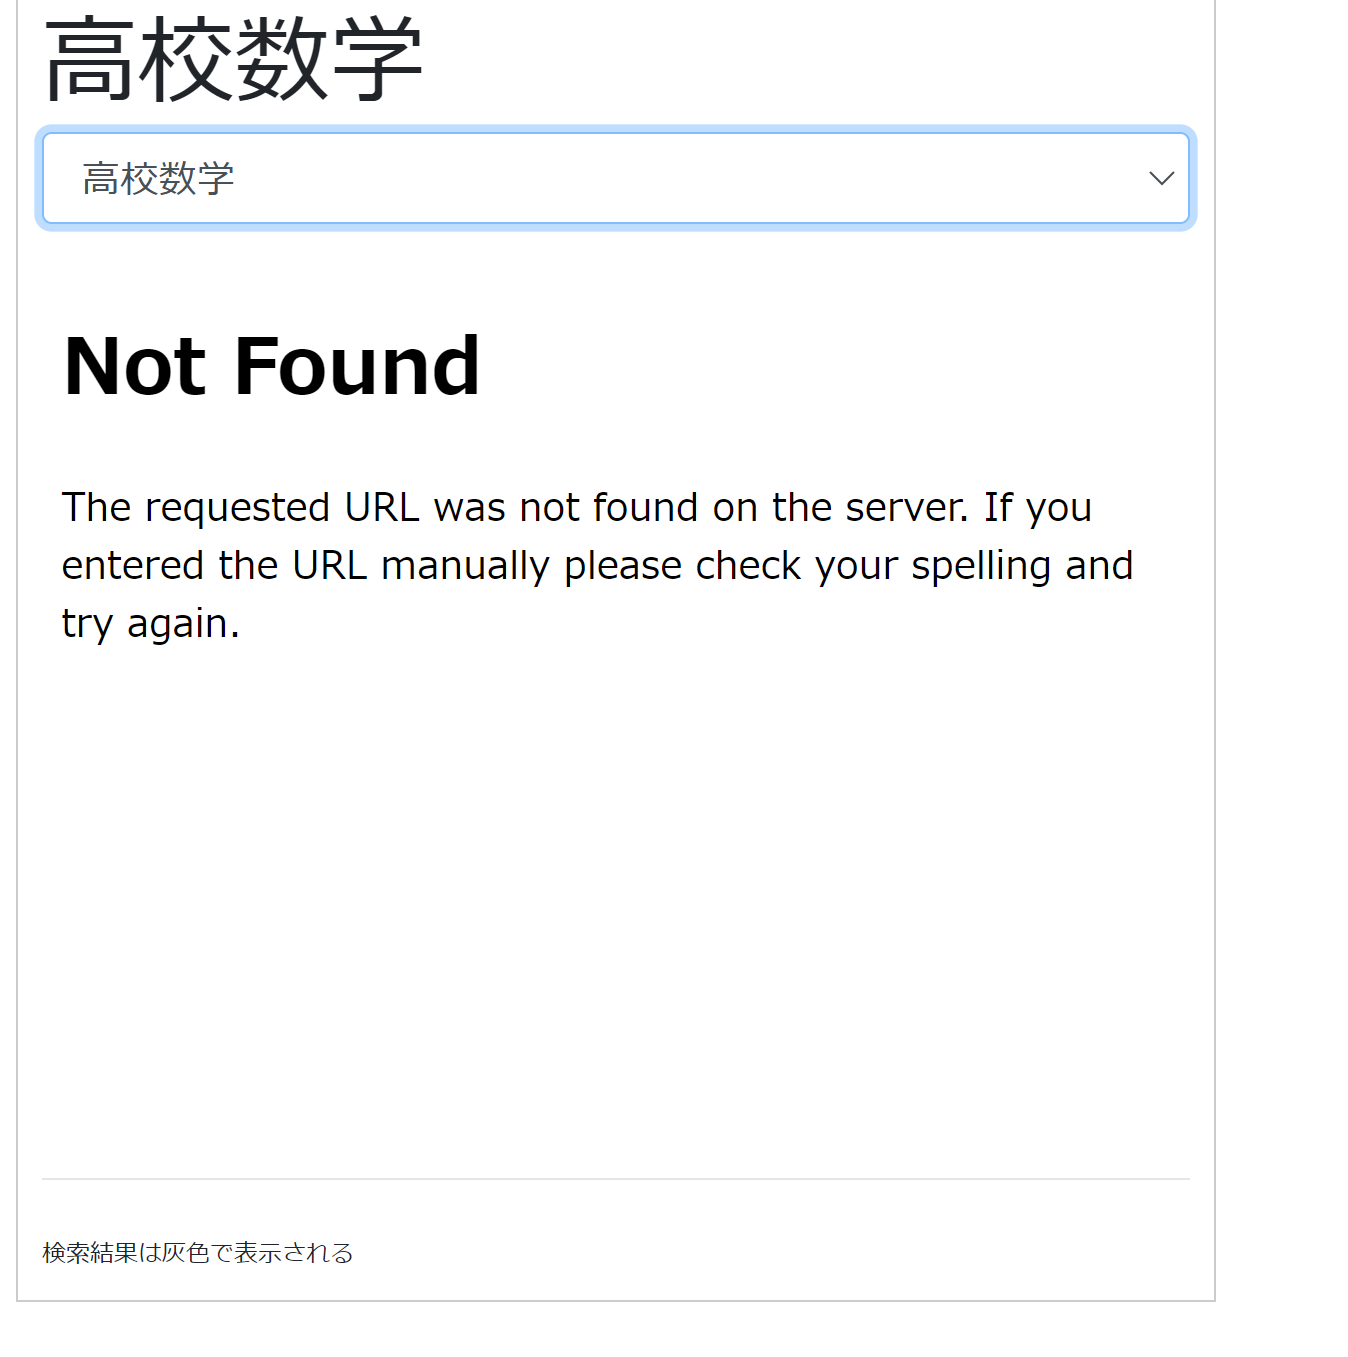 高校数学
高校数学
Not Found
The requested URL was not found on the server. If you
entered the URL manually please check your spelling and
try again.
検索結果は灰色で表示される